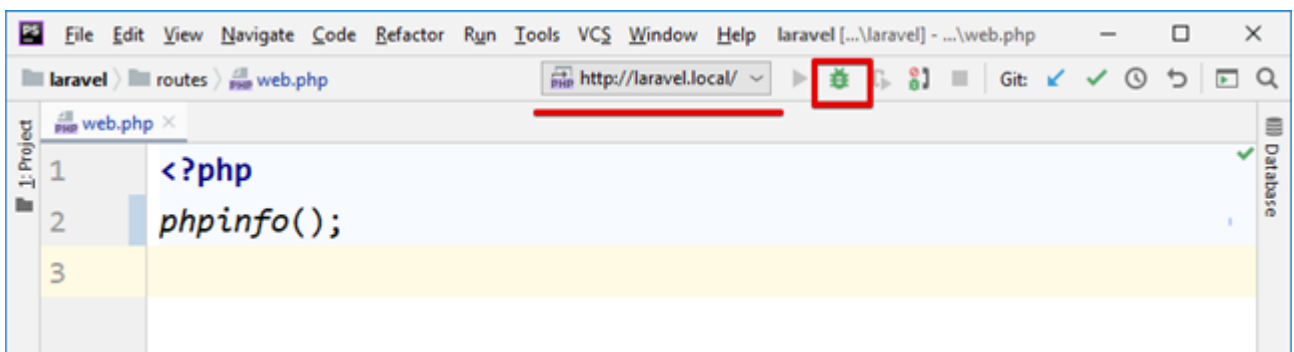 PS File Edit View Navigate Code Refactor Run Tools VCS Window Help laravel [...\laravel] - ...\web.php
laravel routes web.php http://laravel.local/ Git:
web.php
1: Project
Database
1 <?php
2 phpinfo();
3